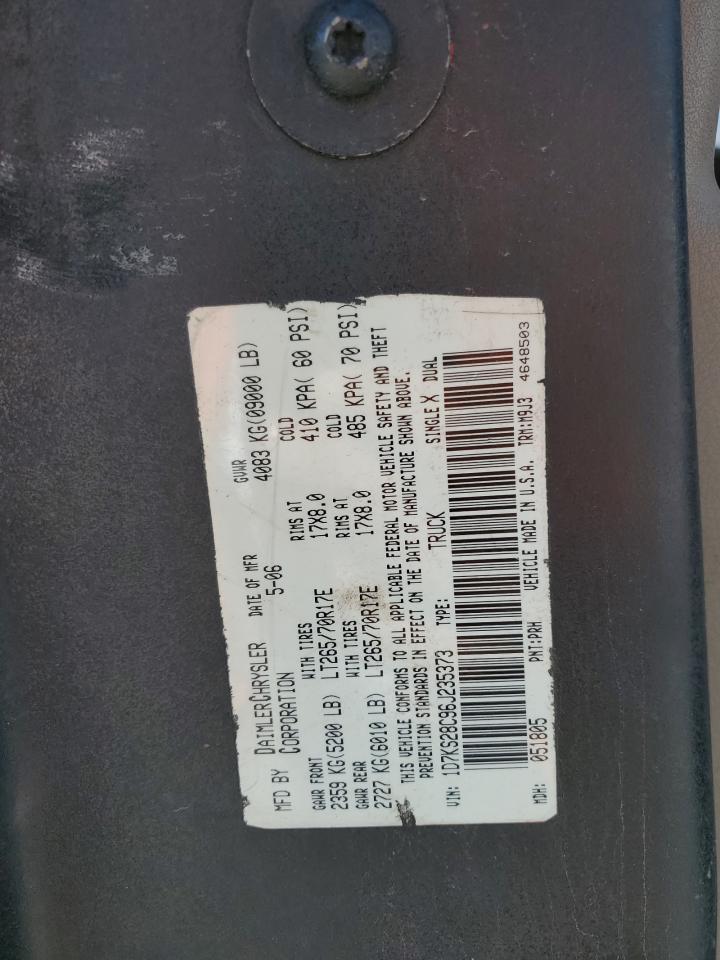 MFD BY DAIMLERCHRYSLER CORPORATION DATE OF MFR 5-06 GVWR 4083 KG(09000 LB)
GAWR FRONT WITH TIRES RIMS AT COLD
2359 KG(5200 LB) LT265/70R17E 17X8.0 410 KPA( 60 PSI)
GAWR REAR WITH TIRES RIMS AT COLD
2727 KG(6010 LB) LT265/70R17E 17X8.0 485 KPA( 70 PSI)
THIS VEHICLE CONFORMS TO ALL APPLICABLE FEDERAL MOTOR VEHICLE SAFETY AND THEFT
PREVENTION STANDARDS IN EFFECT ON THE DATE OF MANUFACTURE SHOWN ABOVE.
VIN: 1D7KS28C96J235373 TYPE: TRUCK SINGLE X DUAL
MDH: 051805 PNT:PRH VEHICLE MADE IN U.S.A. TRM:M9J3 4648503